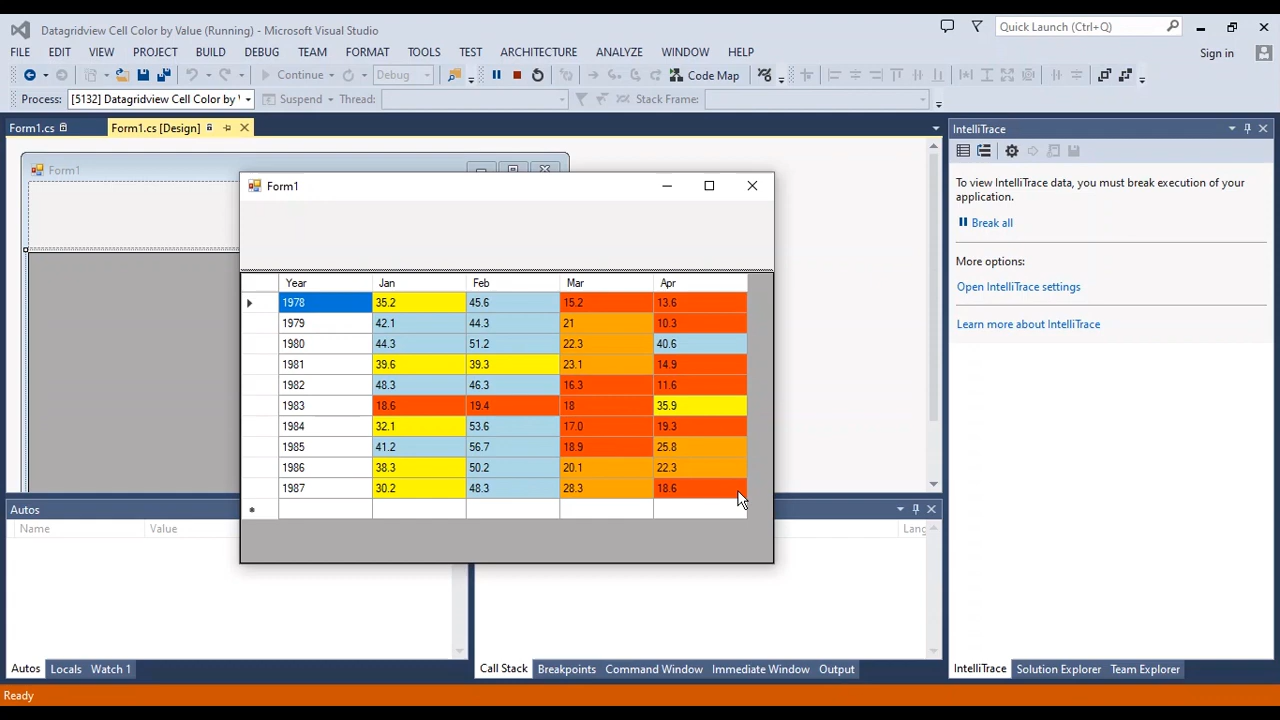 Datagridview Cell Color by Value (Running) - Microsoft Visual Studio
Quick Launch (Ctrl+Q)
FILE EDIT VIEW PROJECT BUILD DEBUG TEAM FORMAT TOOLS TEST ARCHITECTURE ANALYZE WINDOW HELP
Sign in
Continue Debug Code Map
Process: [5132] Datagridview Cell Color by Suspend Thread: Stack Frame:
Form1.cs Form1.cs [Design]
Form1
Form1
Year Jan Feb Mar Apr
1978 35.2 45.6 15.2 13.6
1979 42.1 44.3 21 10.3
1980 44.3 51.2 22.3 40.6
1981 39.6 39.3 23.1 14.9
1982 48.3 46.3 16.3 11.6
1983 18.6 19.4 18 35.9
1984 32.1 53.6 17.0 19.3
1985 41.2 56.7 18.9 25.8
1986 38.3 50.2 20.1 22.3
1987 30.2 48.3 28.3 18.6
IntelliTrace
To view IntelliTrace data, you must break execution of your
application.
Break all
More options:
Open IntelliTrace settings
Learn more about IntelliTrace
Autos
Name Value
Lang
Autos Locals Watch 1
Call Stack Breakpoints Command Window Immediate Window Output
IntelliTrace Solution Explorer Team Explorer
Ready